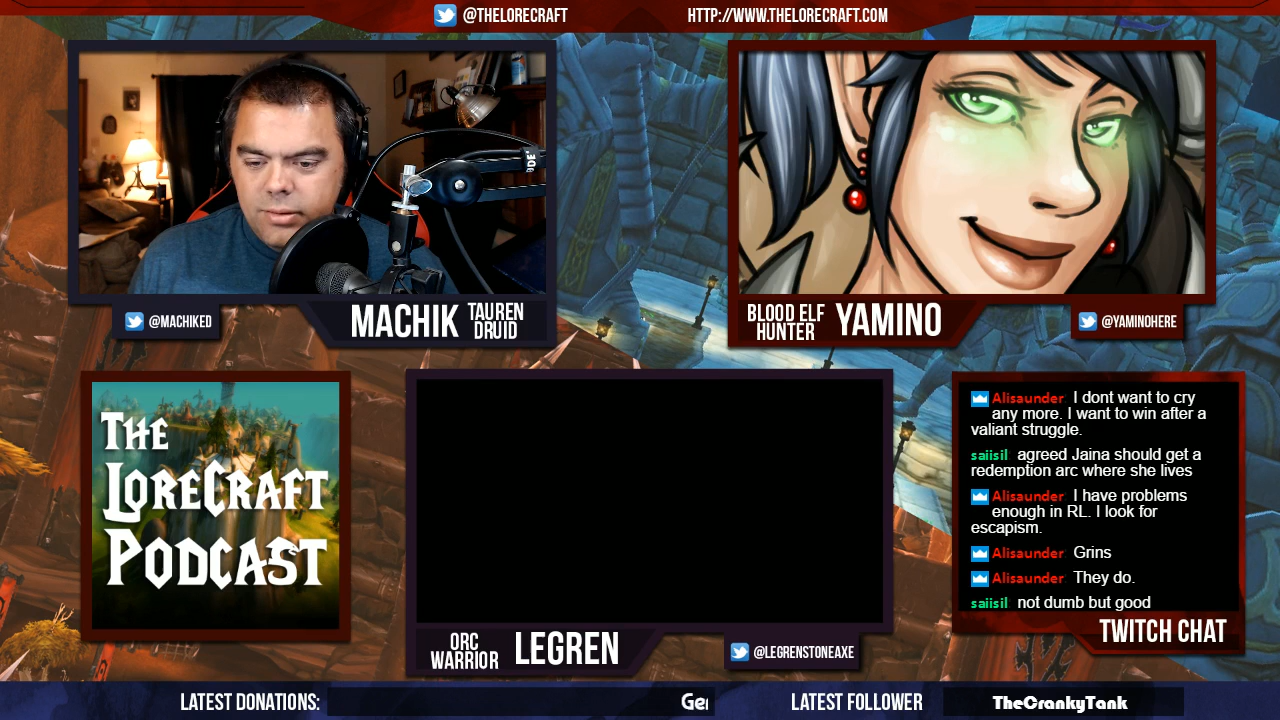 @THELORECRAFT
HTTP://WWW.THELORECRAFT.COM
@MACHIKED
MACHIK
TAUREN
DRUID
BLOOD ELF
HUNTER
YAMINO
@YAMINOHERE
THE
LORECRAFT
PODCAST
ORC
WARRIOR
LEGREN
@LEGRENSTONEAXE
Alisaunder I dont want to cry
any more. I want to win after a
valiant struggle.
saiisil agreed Jaina should get a
redemption arc where she lives
Alisaunder I have problems
enough in RL. I look for
escapism.
Alisaunder Grins
Alisaunder They do.
saiisil not dumb but good
TWITCH CHAT
LATEST DONATIONS:
LATEST FOLLOWER
TheCrankyTank